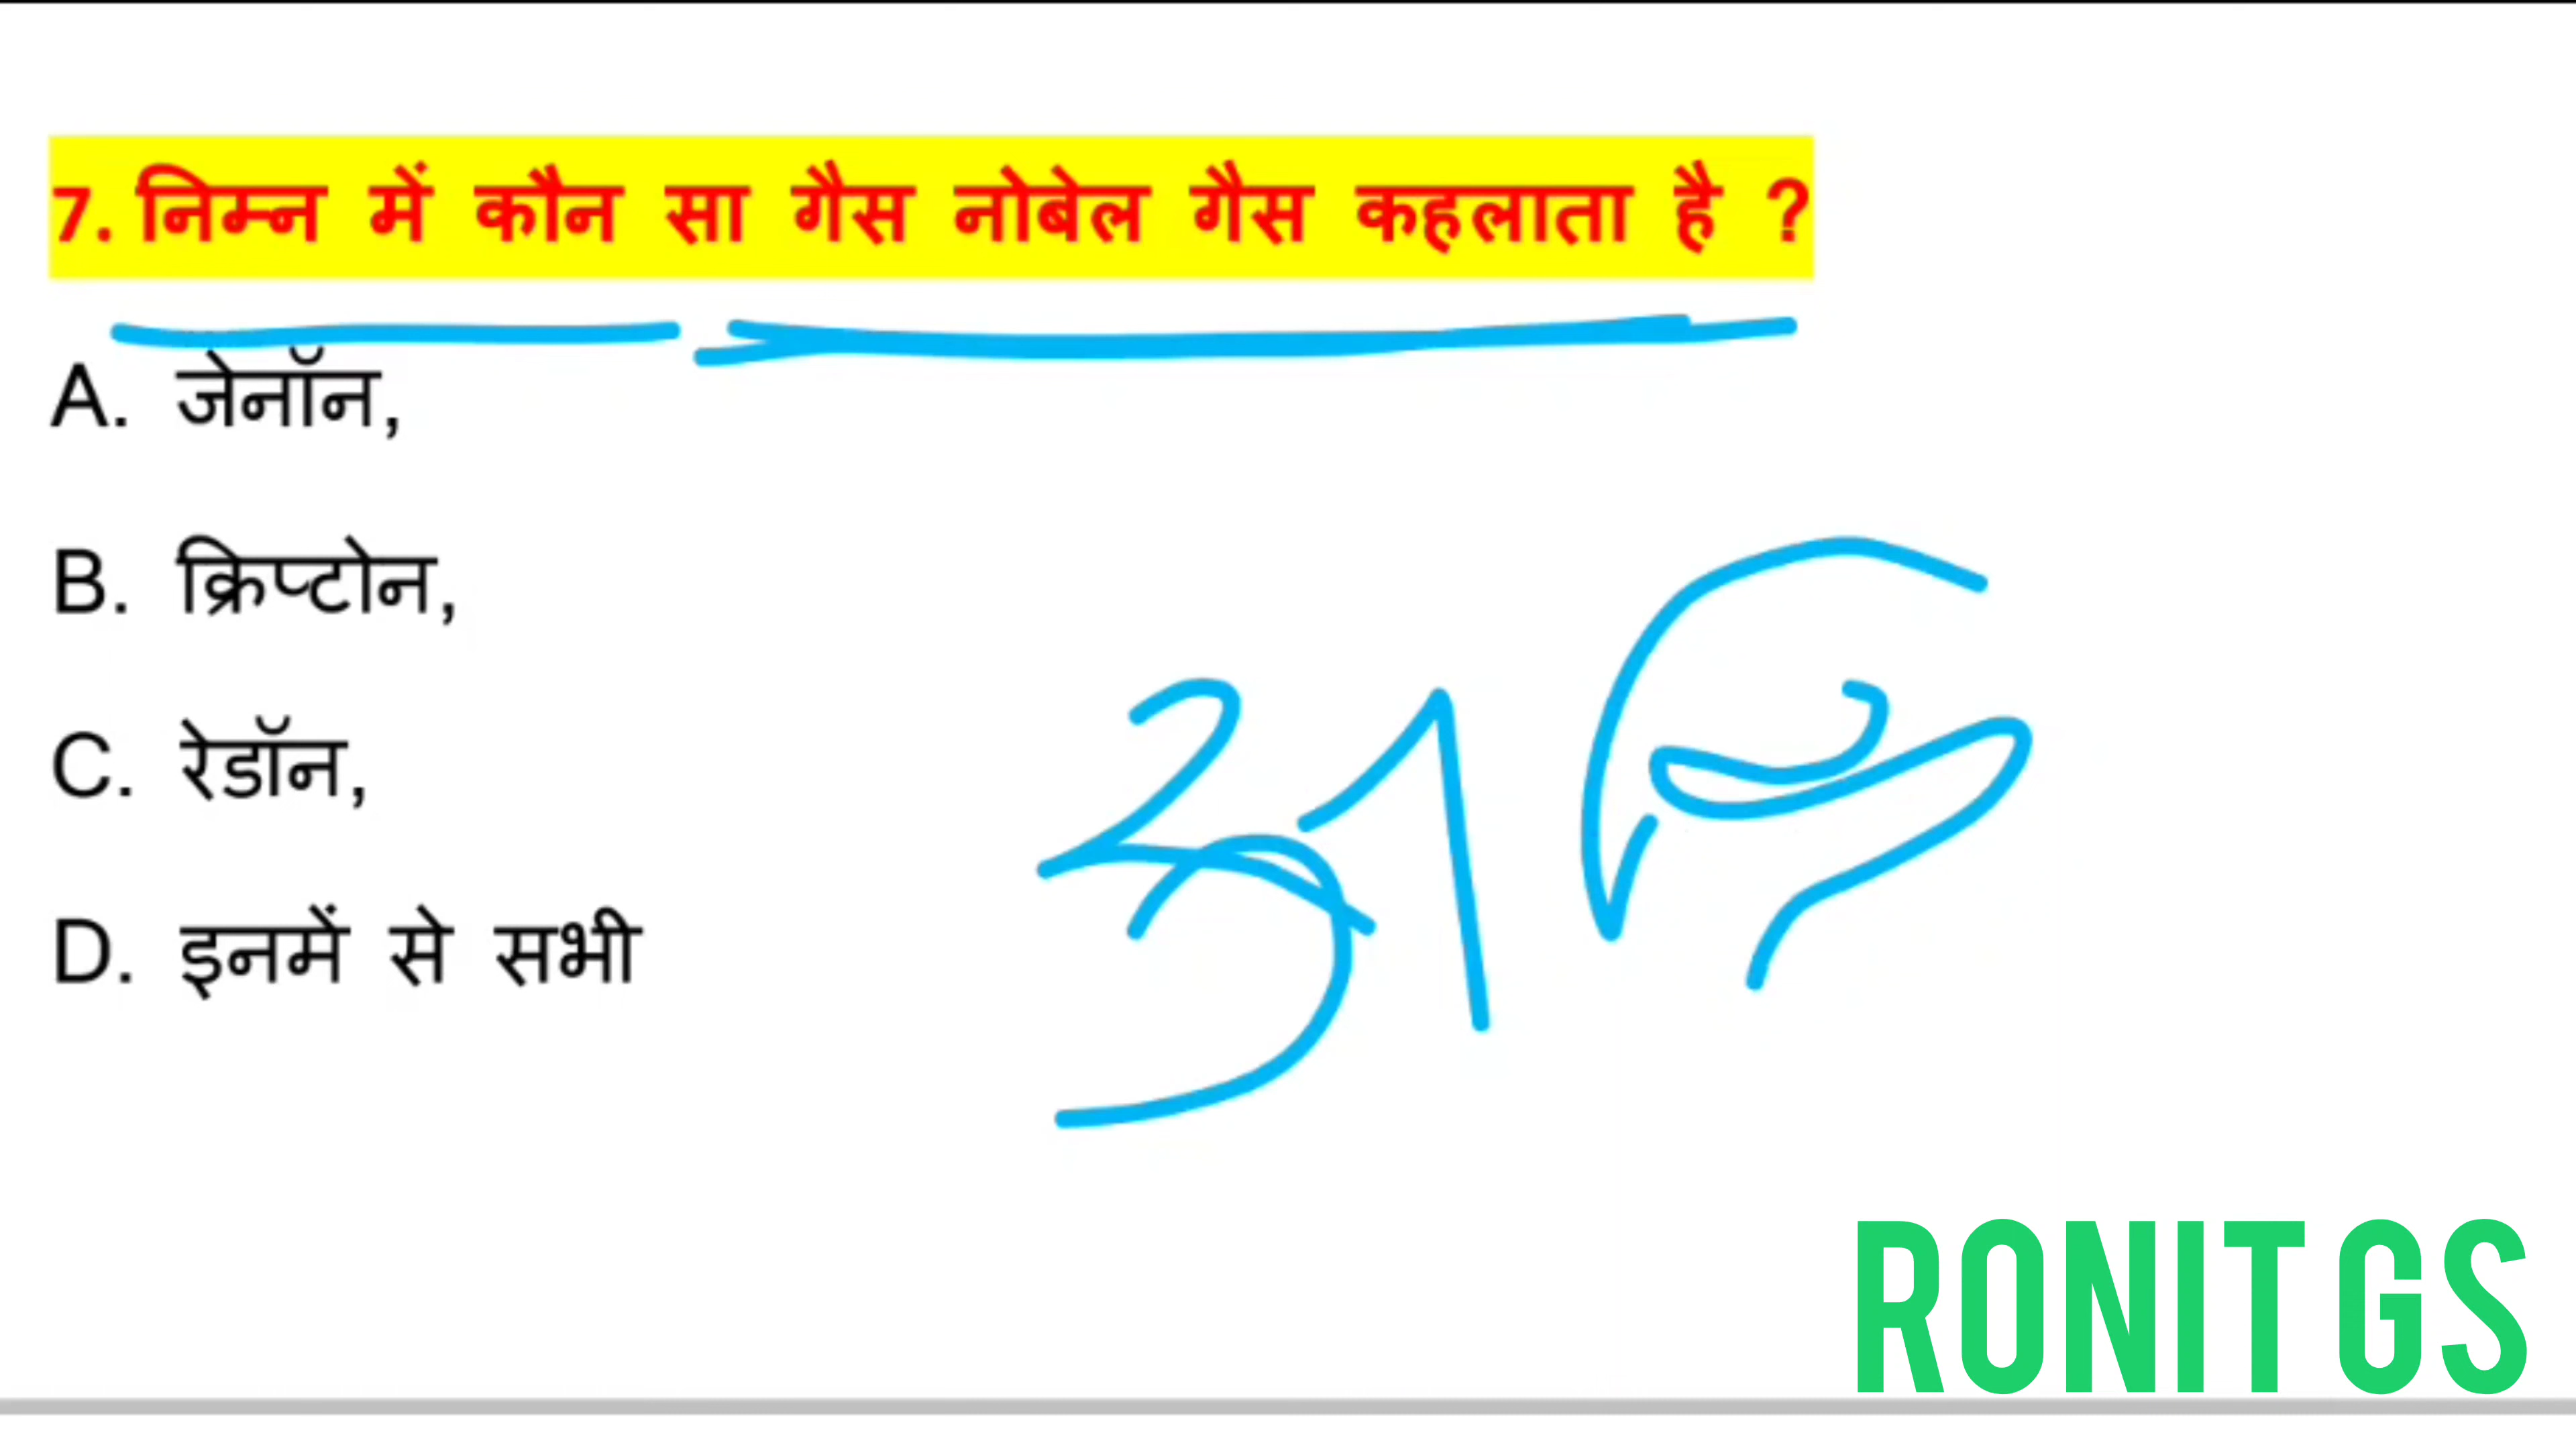 7. निम्न में कौन सा गैस नोबेल गैस कहलाता है ?
A. जेनॉन,
B. क्रिप्टोन,
C. रेडॉन,
D. इनमें से सभी
RONIT GS